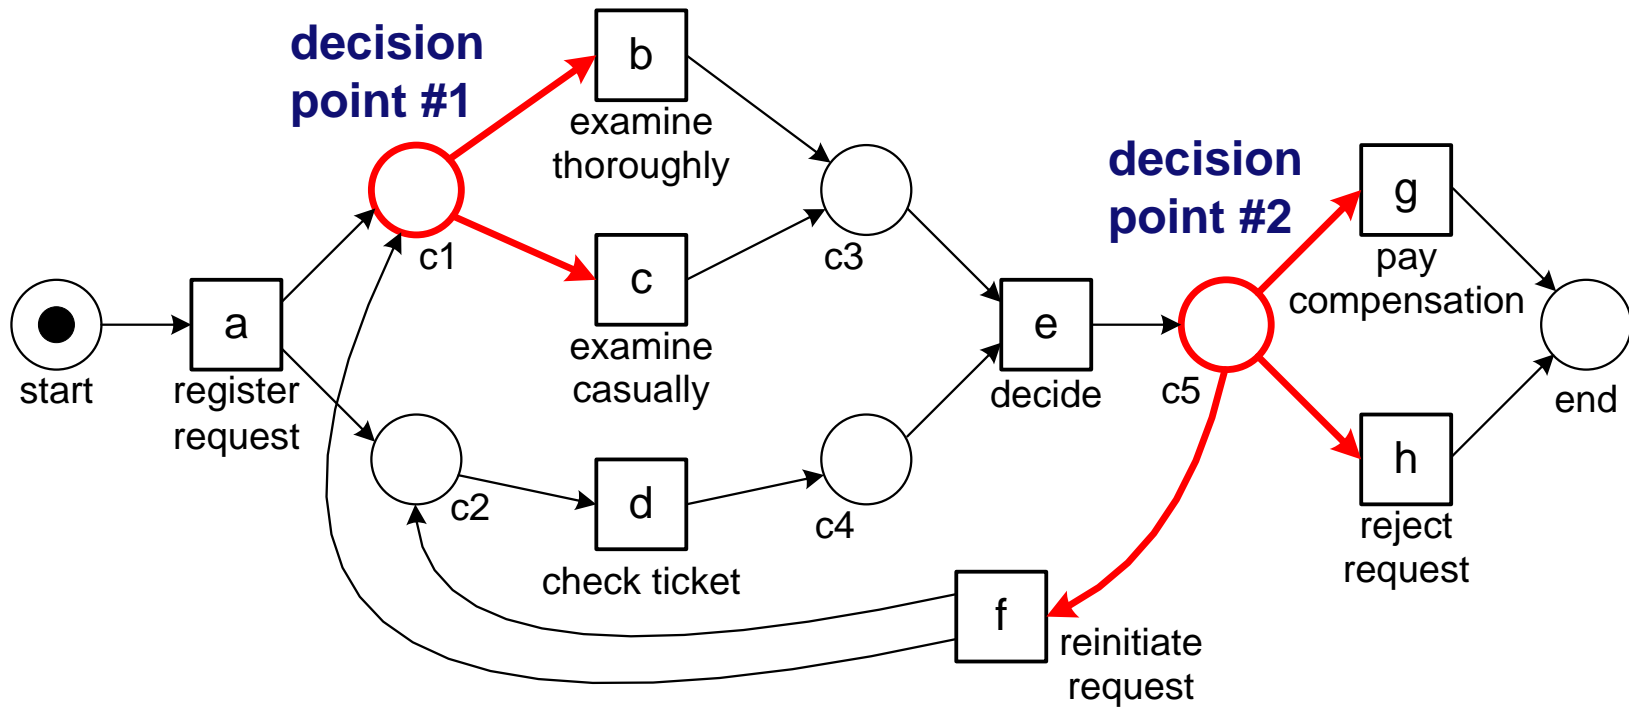 decision
point #1
b
examine
thoroughly
c1
c
examine
casually
c3
start
a
register
request
c2
d
check ticket
c4
e
decide
decision
point #2
c5
g
pay
compensation
h
reject
request
end
f
reinitiate
request